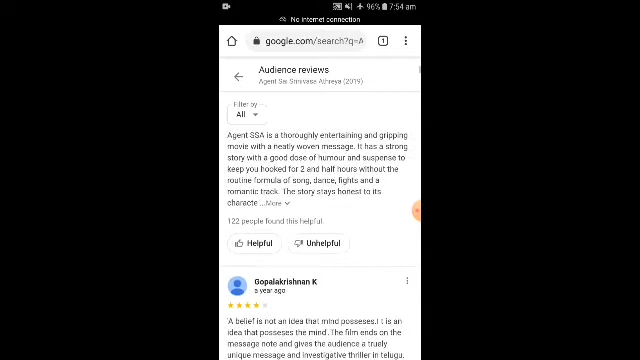 96% 7:54 am
No internet connection
google.com/search?q=A
1
Audience reviews
Agent Sai Srinivasa Athreya (2019)
Filter by
All
Agent SSA is a thoroughly entertaining and gripping
movie with a neatly woven message. It has a strong
story with a good dose of humour and suspense to
keep you hooked for 2 and half hours without the
routine formula of song, dance, fights and a
romantic track. The story stays honest to its
characte ...More
122 people found this helpful.
Helpful Unhelpful
Gopalakrishnan K
a year ago
'A belief is not an idea that mind posseses.I t is an
idea that posseses the mind'.The film ends on the
message note and gives the audience a truely
unique message and investigative thriller in telugu.